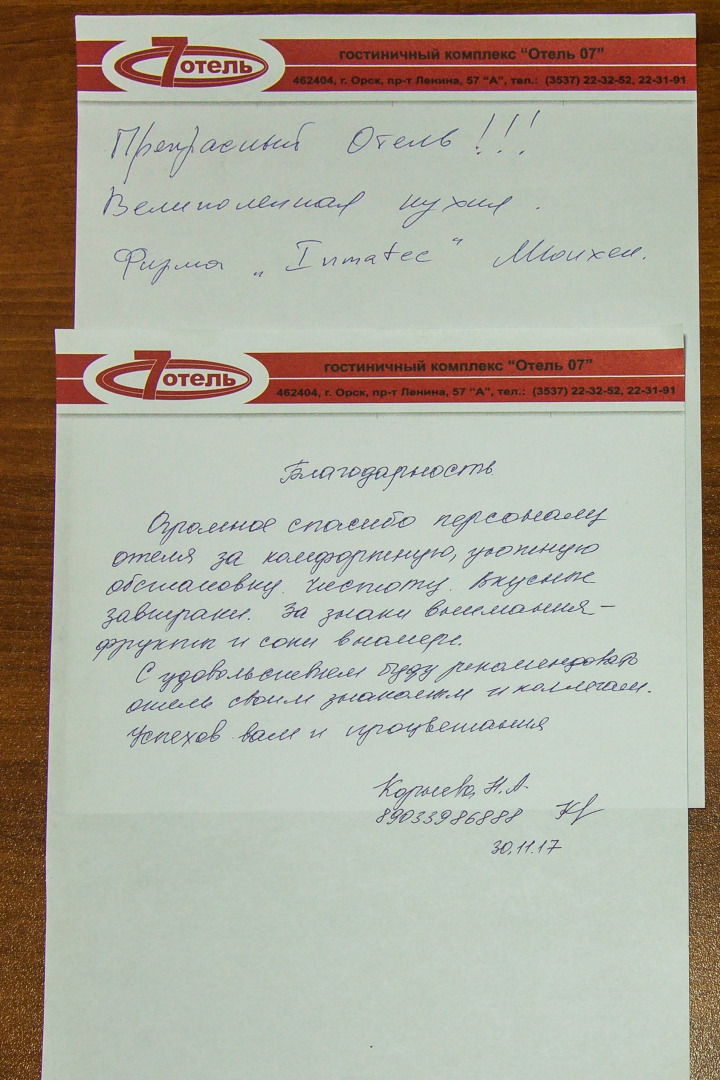 7 отель
гостиничный комплекс "Отель 07"
462404, г. Орск, пр-т Ленина, 57 "А", тел.: (3537) 22-32-52, 22-31-91
Прекрасный Отель!!!
Великолепная кухня.
Фирма „Inmatec" Мюнхен.
7 отель
гостиничный комплекс "Отель 07"
462404, г. Орск, пр-т Ленина, 57 "А", тел.: (3537) 22-32-52, 22-31-91
Благодарность
Огромное спасибо персоналу
отеля за комфортную, уютную
обстановку. Чистоту. Вкусные
завтраки. За знаки внимания –
фрукты и соки в номере.
С удовольствием буду рекомендовать
отель своим знакомым и коллегам.
Успехов вам и процветания
Н.А.
89033986888
30.11.17